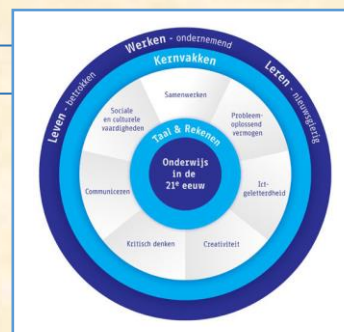 Werken - ondernemend
Leven - betrokken
Leren - nieuwsgierig
Kernvakken
Samenwerken
Sociale
en culturele
vaardigheden
Probleem-
oplossend
vermogen
Taal & Rekenen
Onderwijs
in de
21e eeuw
Communiceren
Ict-
geletterdheid
Kritisch denken
Creativiteit